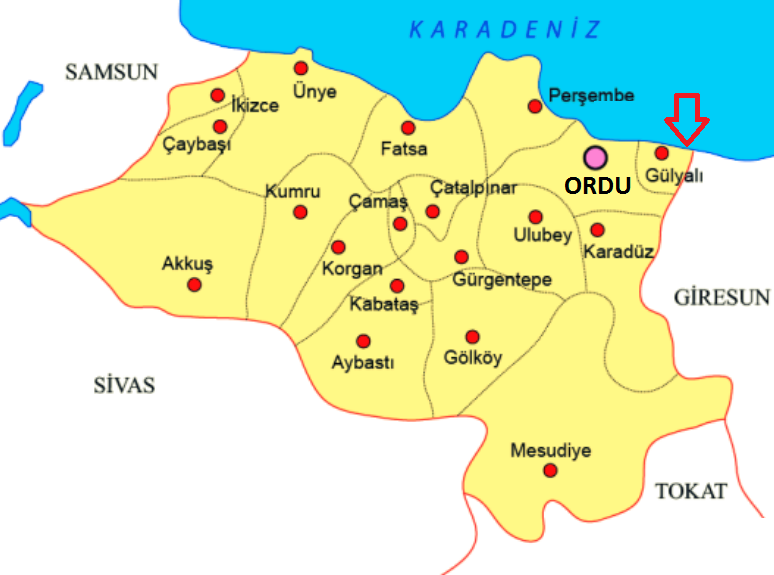 KARADENİZ
SAMSUN
Ünye
İkizce
Perşembe
Çaybaşı
Fatsa
Gülyalı
ORDU
Kumru
Çatalpınar
Çamaş
Ulubey
Karadüz
Akkuş
Korgan
Gürgentepe
Kabataş
GİRESUN
Aybastı
Gölköy
SİVAS
Mesudiye
TOKAT